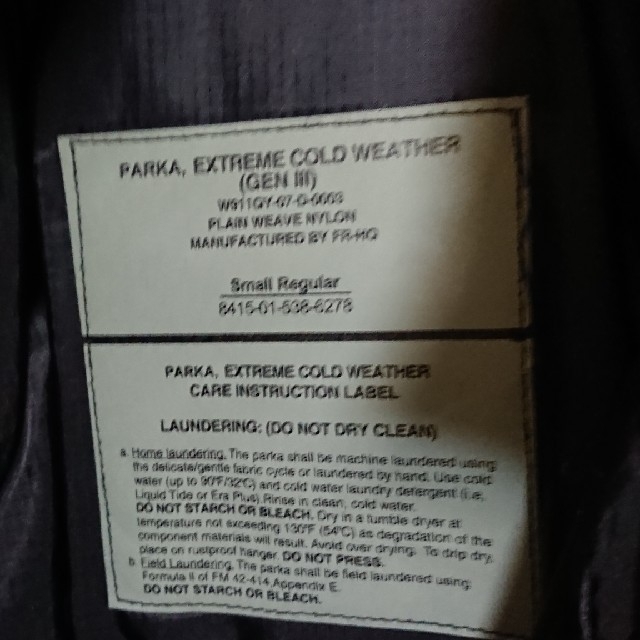 PARKA, EXTREME COLD WEATHER
(GEN III)
W911QY-07-D-0003
PLAIN WEAVE NYLON
MANUFACTURED BY FR-HQ
Small Regular
8415-01-538-6278
PARKA, EXTREME COLD WEATHER
CARE INSTRUCTION LABEL
LAUNDERING: (DO NOT DRY CLEAN)
a. Home laundering. The parka shall be machine laundered using
the delicate/gentle fabric cycle or laundered by hand. Use cold
water (up to 90°F/32°C) and cold water laundry detergent (i.e.
Liquid Tide or Era Plus). Rinse in clean, cold water.
DO NOT STARCH OR BLEACH. Dry in a tumble dryer at
temperature not exceeding 130°F (54°C) as degradation of the
component materials will result. Avoid over drying. To drip dry,
place on rustproof hanger. DO NOT PRESS.
b. Field Laundering. The parka shall be field laundered using
Formula II of FM 42-414, Appendix E.
DO NOT STARCH OR BLEACH.